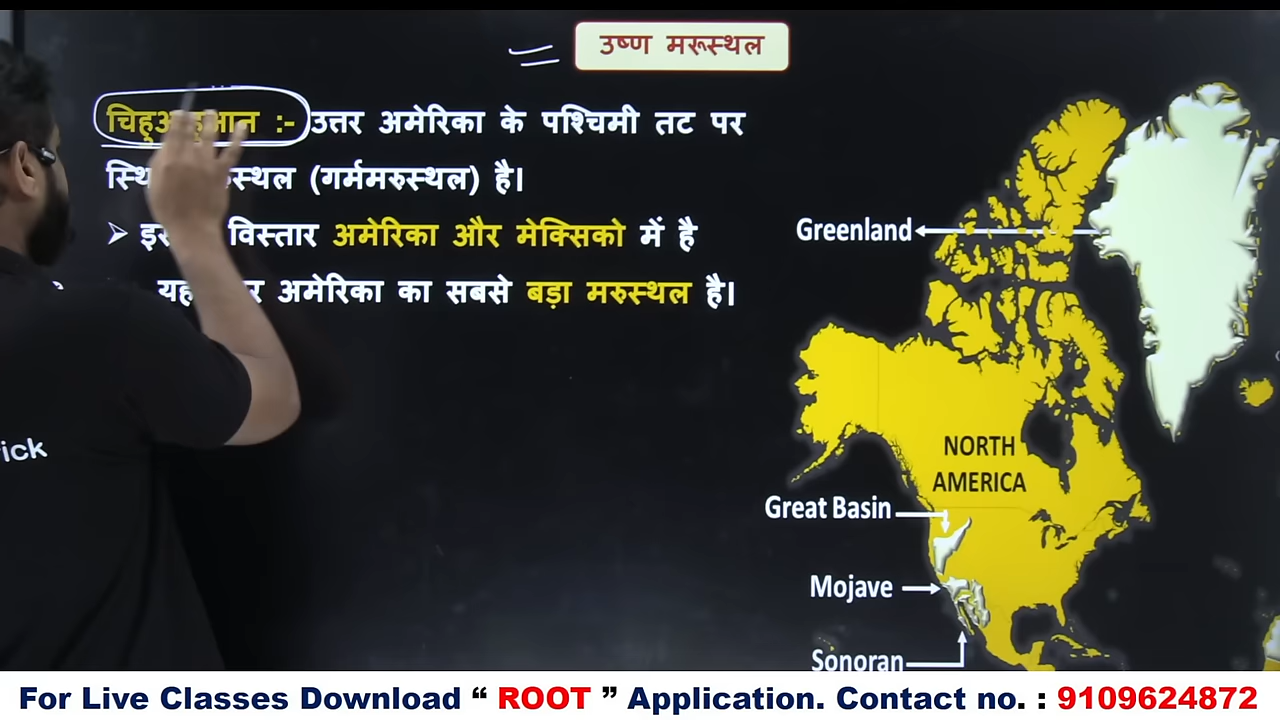 उष्ण मरूस्थल
:- उत्तर अमेरिका के पश्चिमी तट पर
(गर्ममरुस्थल) है।
➢ विस्तार अमेरिका और मेक्सिको में है
यह अमेरिका का सबसे बड़ा मरुस्थल है।
Greenland
NORTH
AMERICA
Great Basin
Mojave
Sonoran
ick
For Live Classes Download “ ROOT ” Application. Contact no. : 9109624872